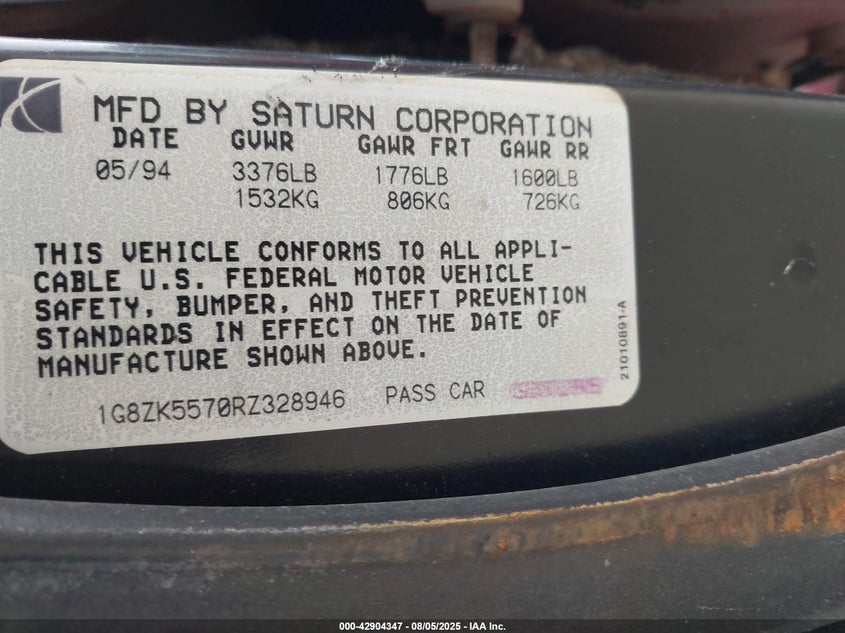 MFD BY SATURN CORPORATION
DATE GVWR GAWR FRT GAWR RR
05/94 3376LB 1776LB 1600LB
1532KG 806KG 726KG
THIS VEHICLE CONFORMS TO ALL APPLI-
CABLE U.S. FEDERAL MOTOR VEHICLE
SAFETY, BUMPER, AND THEFT PREVENTION
STANDARDS IN EFFECT ON THE DATE OF
MANUFACTURE SHOWN ABOVE.
1G8ZK5570RZ328946 PASS CAR
21010891-A
000-42904347 - 08/05/2025 - IAA Inc.